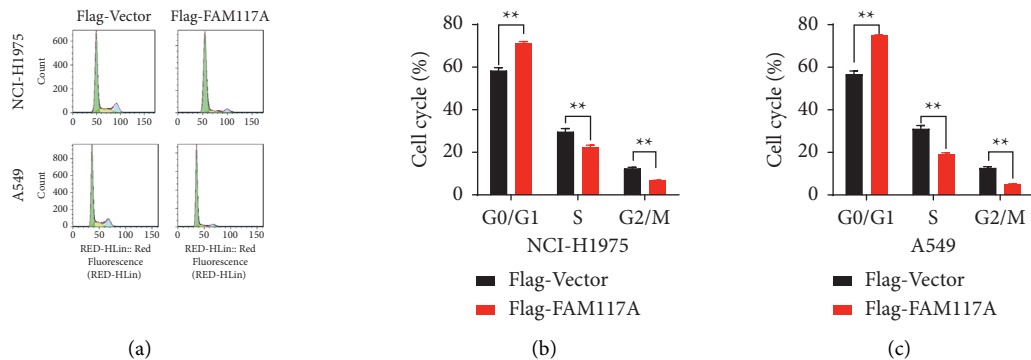 Flag-Vector Flag-FAM117A
NCI-H1975
Count
600
400
200
0
0 50 100 150
0 50 100 150
A549
Count
800
600
400
200
0
0 50 100 150
0 50 100 150
RED-HLin:: Red
Fluorescence
(RED-HLin)
RED-HLin:: Red
Fluorescence
(RED-HLin)
(a)
Cell cycle (%)
80
60
40
20
0
**
**
**
G0/G1 S G2/M
NCI-H1975
Flag-Vector
Flag-FAM117A
(b)
Cell cycle (%)
80
60
40
20
0
**
**
**
G0/G1 S G2/M
A549
Flag-Vector
Flag-FAM117A
(c)